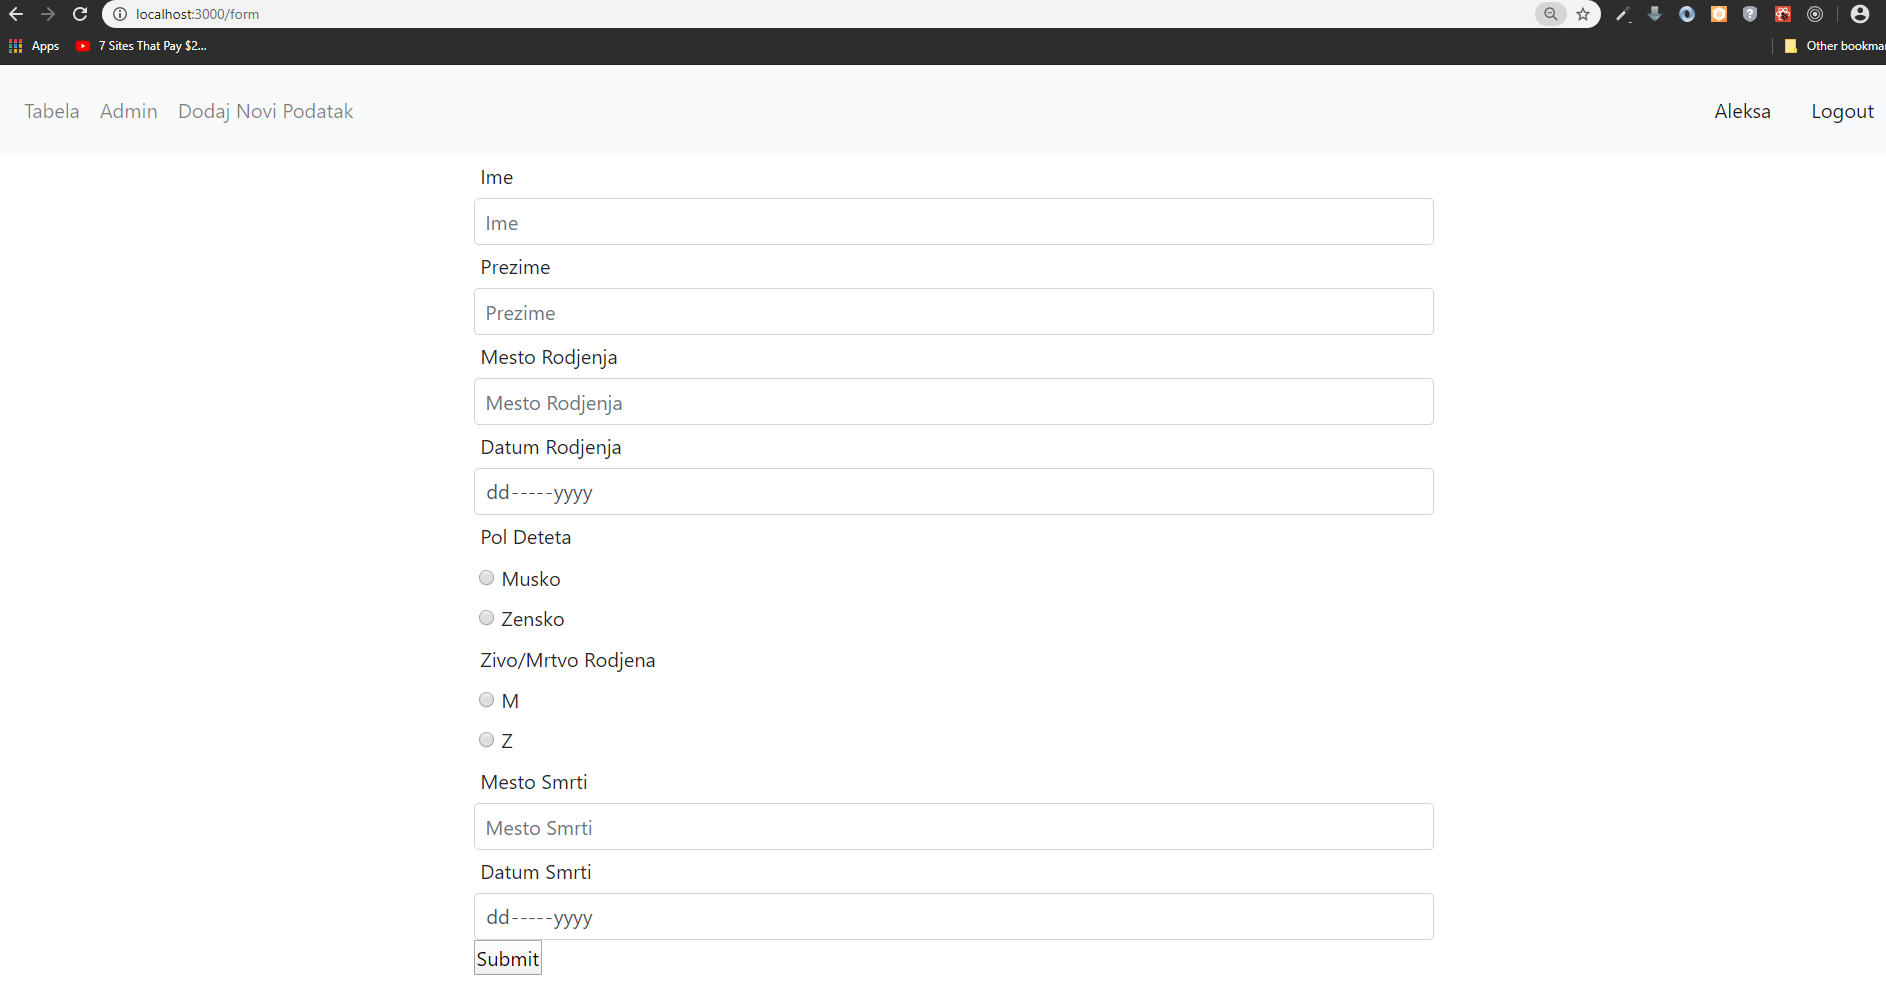 localhost:3000/form
Apps 7 Sites That Pay $2... Other bookma
Tabela Admin Dodaj Novi Podatak Aleksa Logout
Ime
Ime
Prezime
Prezime
Mesto Rodjenja
Mesto Rodjenja
Datum Rodjenja
dd-----yyyy
Pol Deteta
Musko
Zensko
Zivo/Mrtvo Rodjena
M
Z
Mesto Smrti
Mesto Smrti
Datum Smrti
dd-----yyyy
Submit